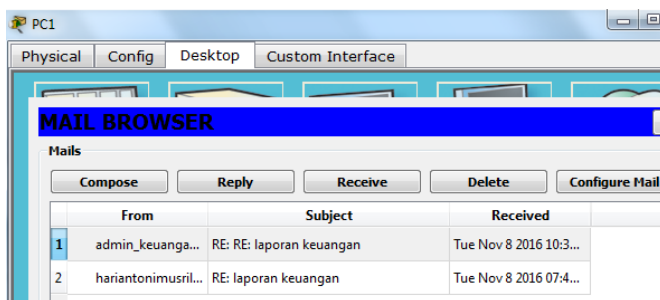 PC1
Physical Config Desktop Custom Interface
MAIL BROWSER
Mails
Compose Reply Receive Delete Configure Mail
From Subject Received
1 admin_keuanga... RE: RE: laporan keuangan Tue Nov 8 2016 10:3...
2 hariantonimusril... RE: laporan keuangan Tue Nov 8 2016 07:4...